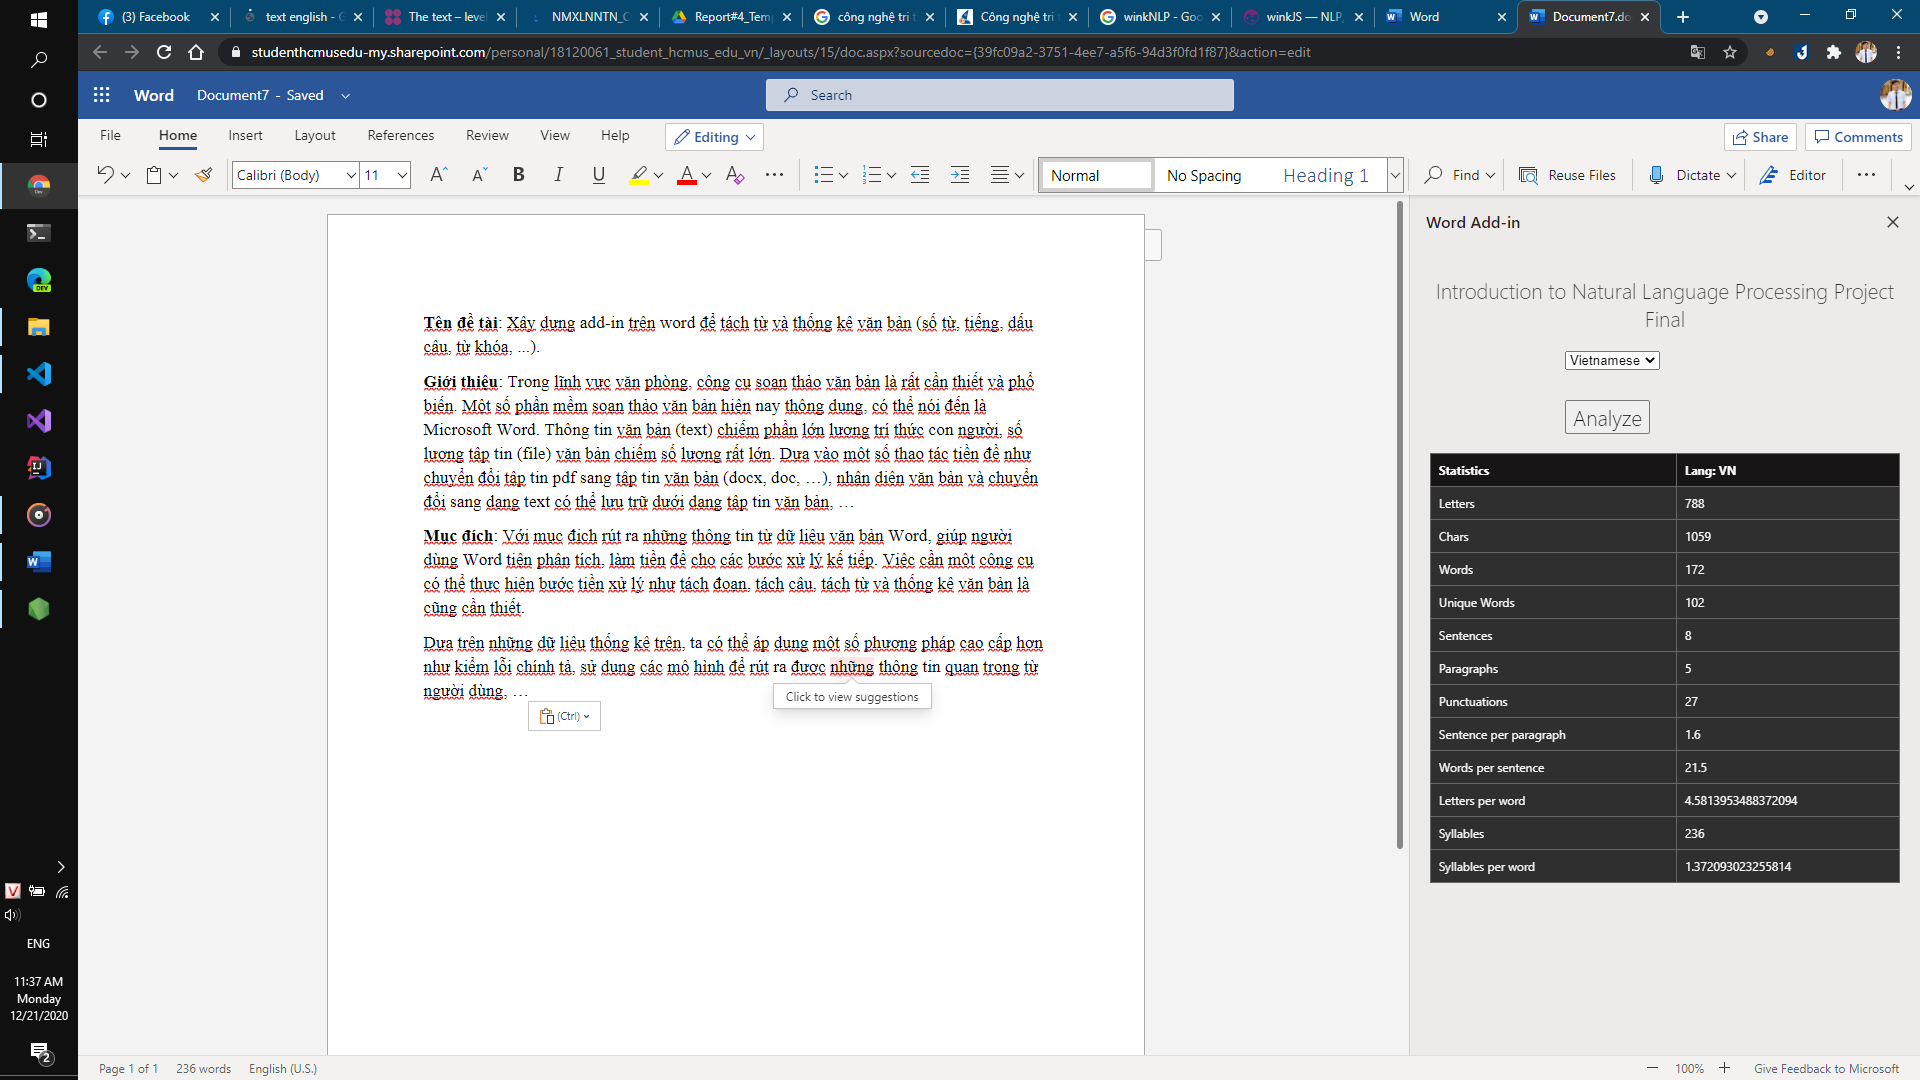 (3) Facebook
text english - G
The text – level
NMXLNNTN_C
Report#4_Temp
công nghệ tri t
Công nghệ tri t
winkNLP - Goo
winkJS — NLP,
Word
Document7.do
studenthcmusedu-my.sharepoint.com/personal/18120061_student_hcmus_edu_vn/_layouts/15/doc.aspx?sourcedoc={39fc09a2-3751-4ee7-a5f6-94d3f0fd1f87}&action=edit
Word Document7 - Saved
Search
File Home Insert Layout References Review View Help Editing Share Comments
Calibri (Body) 11 Normal No Spacing Heading 1 Find Reuse Files Dictate Editor
Tên đề tài: Xây dựng add-in trên word để tách từ và thống kê văn bản (số từ, tiếng, dấu
câu, từ khóa, ...).
Giới thiệu: Trong lĩnh vực văn phòng, công cụ soạn thảo văn bản là rất cần thiết và phổ
biến. Một số phần mềm soạn thảo văn bản hiện nay thông dụng, có thể nói đến là
Microsoft Word. Thông tin văn bản (text) chiếm phần lớn lượng trí thức con người, số
lượng tập tin (file) văn bản chiếm số lượng rất lớn. Dựa vào một số thao tác tiền đề như
chuyển đổi tập tin pdf sang tập tin văn bản (docx, doc, …), nhận diện văn bản và chuyển
đổi sang dạng text có thể lưu trữ dưới dạng tập tin văn bản, …
Mục đích: Với mục đích rút ra những thông tin từ dữ liệu văn bản Word, giúp người
dùng Word tiện phân tích, làm tiền đề cho các bước xử lý kế tiếp. Việc cần một công cụ
có thể thực hiện bước tiền xử lý như tách đoạn, tách câu, tách từ và thống kê văn bản là
cũng cần thiết.
Dựa trên những dữ liệu thống kê trên, ta có thể áp dụng một số phương pháp cao cấp hơn
như kiểm lỗi chính tả, sử dụng các mô hình để rút ra được những thông tin quan trọng từ
người dùng, …
Click to view suggestions
(Ctrl)
Word Add-in
Introduction to Natural Language Processing Project
Final
Vietnamese
Analyze
Statistics Lang: VN
Letters 788
Chars 1059
Words 172
Unique Words 102
Sentences 8
Paragraphs 5
Punctuations 27
Sentence per paragraph 1.6
Words per sentence 21.5
Letters per word 4.5813953488372094
Syllables 236
Syllables per word 1.372093023255814
ENG
11:37 AM
Monday
12/21/2020
2
Page 1 of 1 236 words English (U.S.) 100% Give Feedback to Microsoft